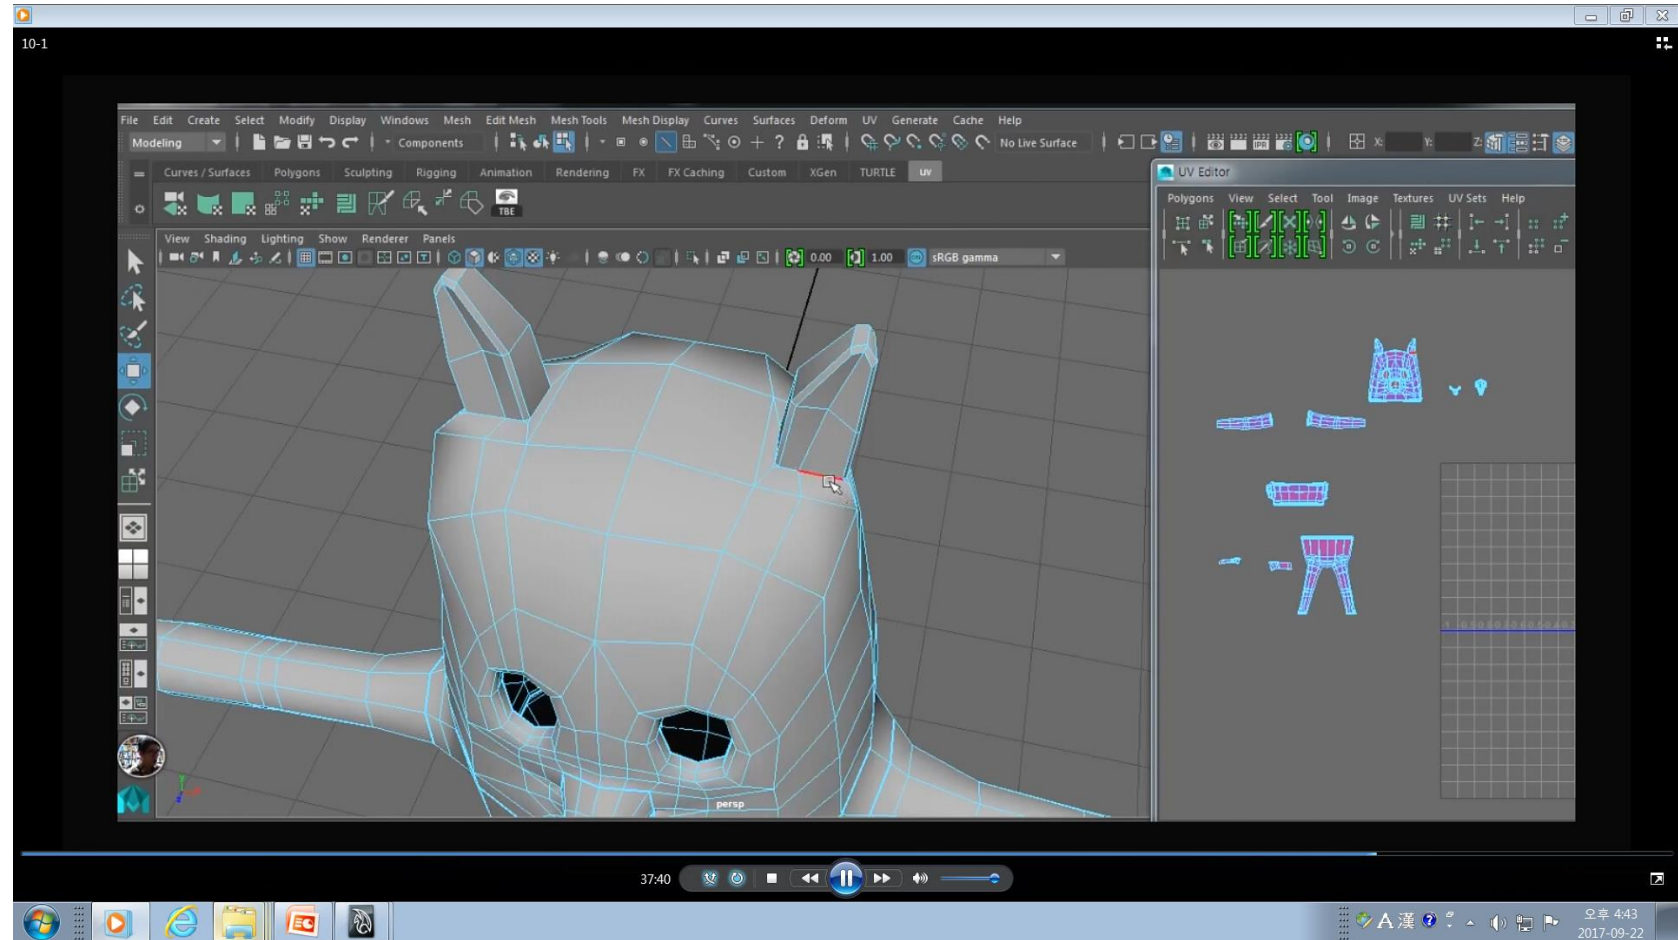 10-1
File Edit Create Select Modify Display Windows Mesh Edit Mesh Mesh Tools Mesh Display Curves Surfaces Deform UV Generate Cache Help
Modeling Components No Live Surface X: Y: Z:
Curves / Surfaces Polygons Sculpting Rigging Animation Rendering FX FX Caching Custom XGen TURTLE UV
TBE
View Shading Lighting Show Renderer Panels
0.00 1.00 sRGB gamma
persp
UV Editor
Polygons View Select Tool Image Textures UV Sets Help
37:40
A 漢
오후 4:43
2017-09-22